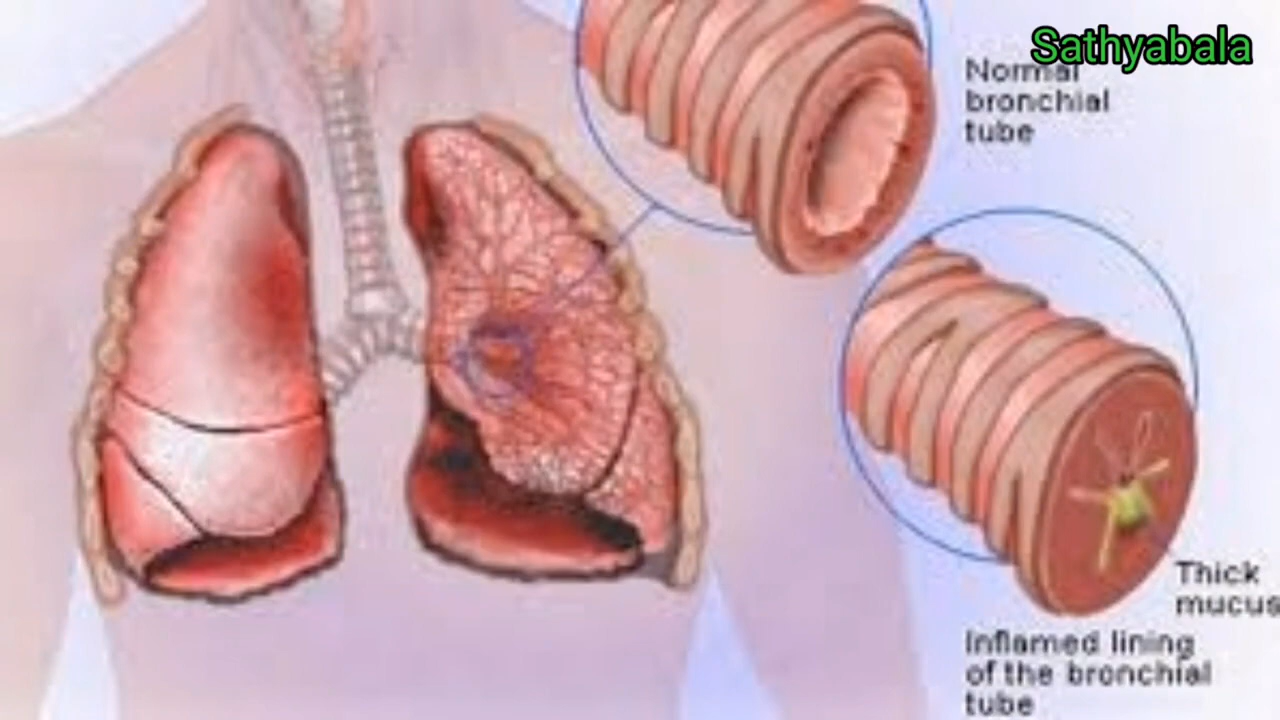 Sathyabala
Normal
bronchial
tube
Thick
mucus
Inflamed lining
of the bronchial
tube